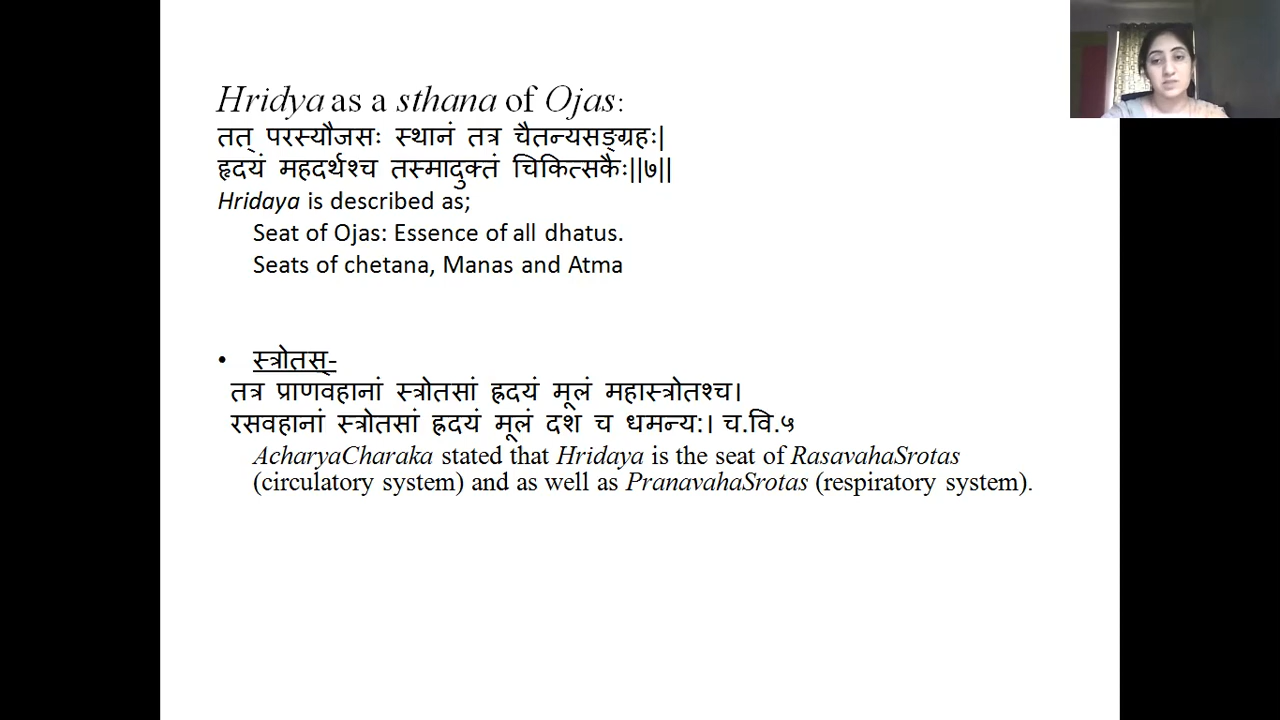 Hridya as a sthana of Ojas:
तत् परस्यौजसः स्थानं तत्र चैतन्यसङ्ग्रहः|
हृदयं महदर्थश्च तस्मादुक्तं चिकित्सकैः||७||
Hridaya is described as;
Seat of Ojas: Essence of all dhatus.
Seats of chetana, Manas and Atma
• स्त्रोतस्-
तत्र प्राणवहानां स्त्रोतसां ह्रदयं मूलं महास्त्रोतश्च।
रसवहानां स्त्रोतसां ह्रदयं मूलं दश च धमन्य:। च.वि.५
AcharyaCharaka stated that Hridaya is the seat of RasavahaSrotas
(circulatory system) and as well as PranavahaSrotas (respiratory system).